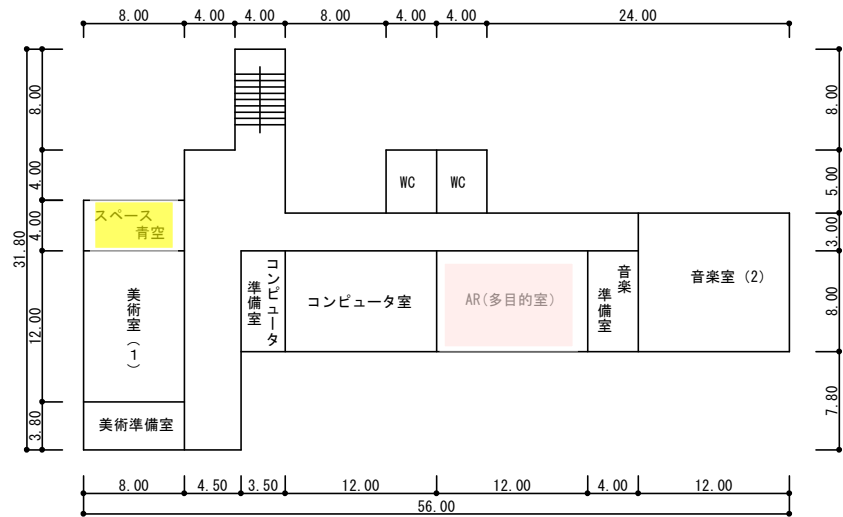 8.00
4.00
4.00
8.00
4.00
4.00
24.00
8.00
4.00
4.00
12.00
3.80
31.80
8.00
5.00
3.00
8.00
7.80
WC
WC
スペース
青空
美術室（１）
美術準備室
コンピュータ
準備室
コンピュータ室
AR(多目的室)
音楽
準備室
音楽室（2）
8.00
4.50
3.50
12.00
12.00
4.00
12.00
56.00